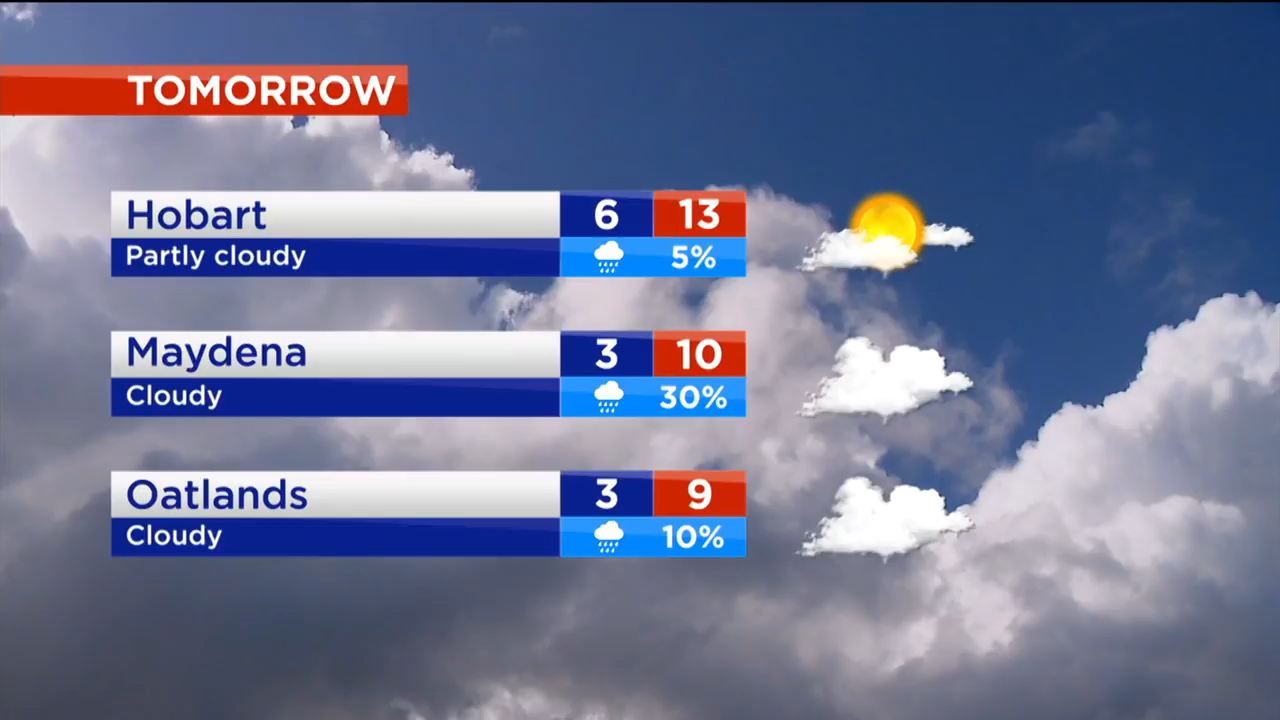 TOMORROW
Hobart 6 13
Partly cloudy 5%
Maydena 3 10
Cloudy 30%
Oatlands 3 9
Cloudy 10%